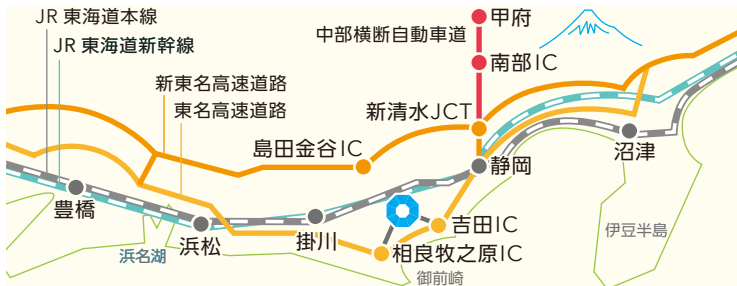 JR東海道本線
JR東海道新幹線
新東名高速道路
東名高速道路
中部横断自動車道
甲府
南部IC
新清水JCT
島田金谷IC
静岡
沼津
豊橋
浜松
掛川
吉田IC
相良牧之原IC
浜名湖
御前崎
伊豆半島